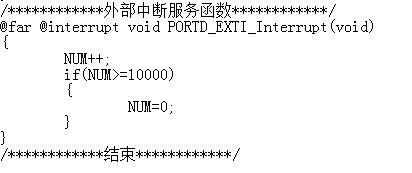 /************外部中断服务函数************/
@far @interrupt void PORTD_EXTI_Interrupt(void)
{
NUM++;
if(NUM>=10000)
{
NUM=0;
}
}
/************结束************/